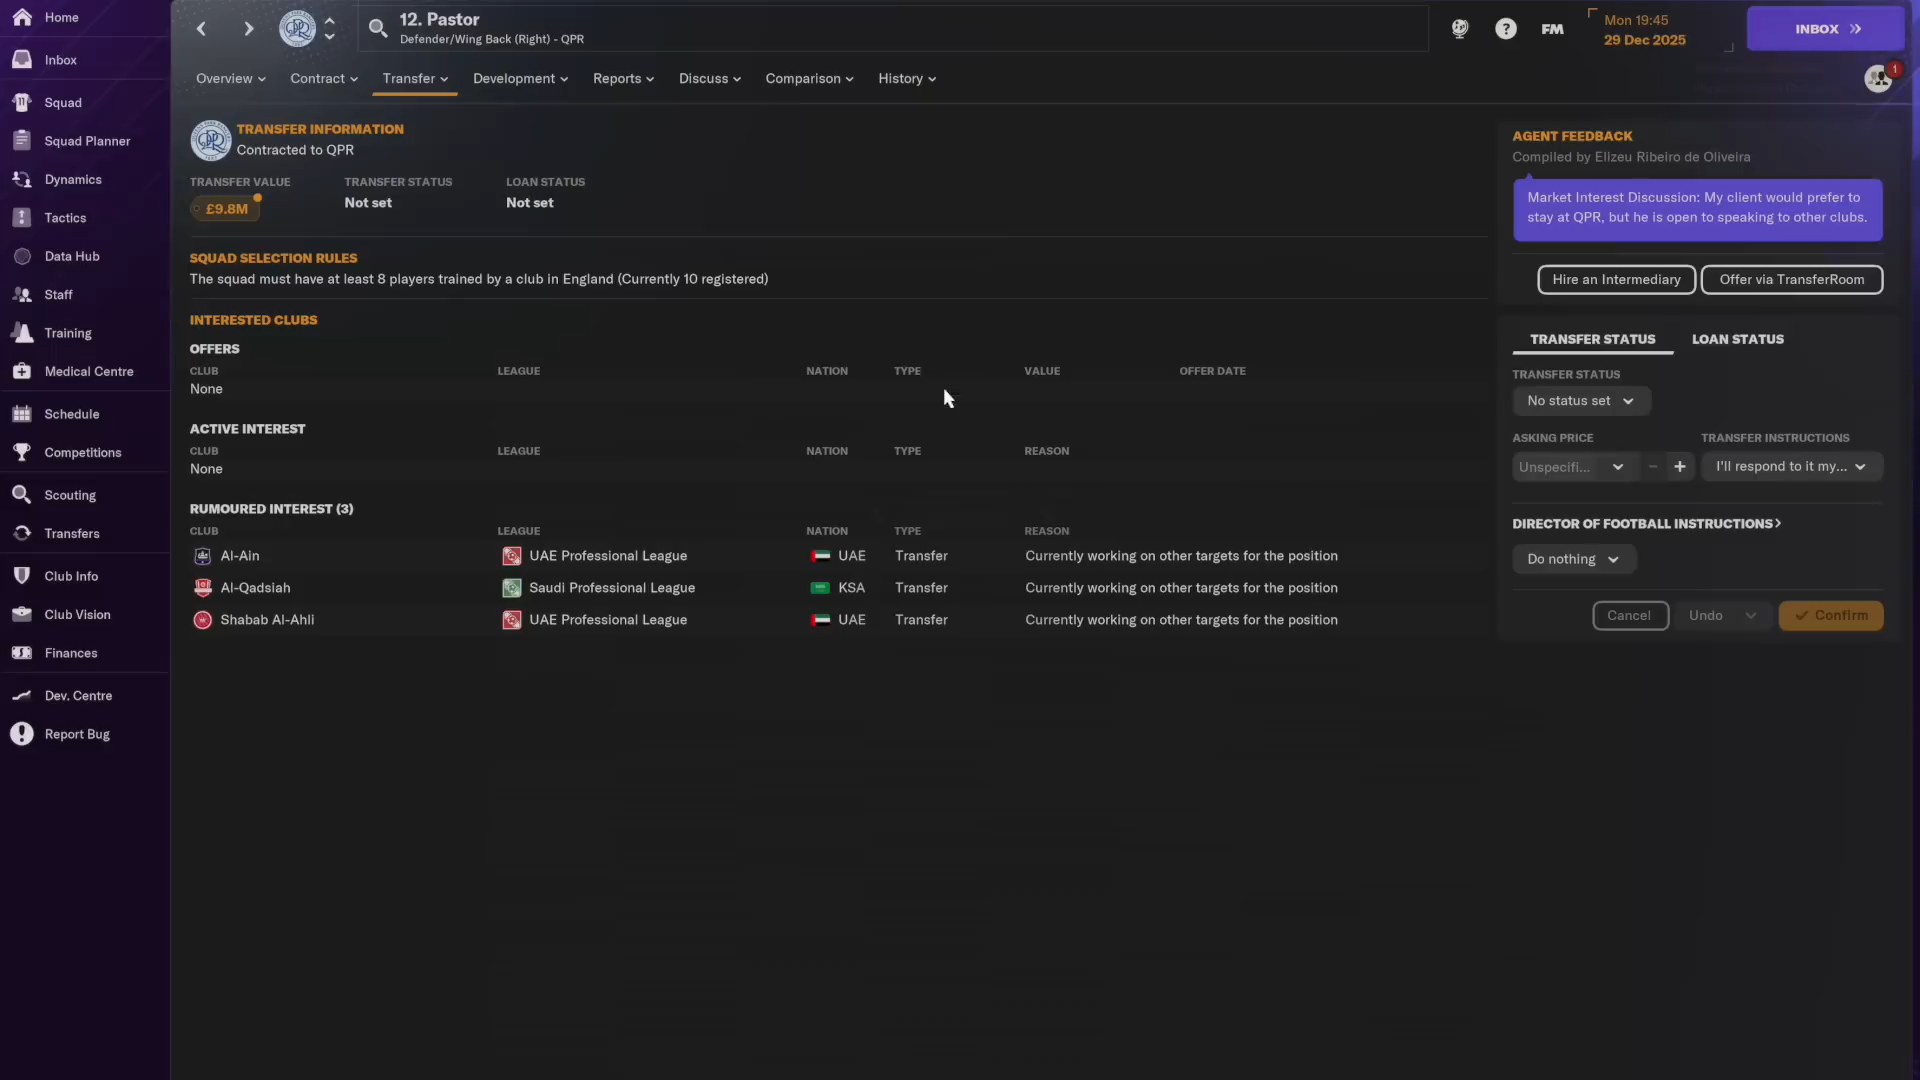 Home
Inbox
Squad
Squad Planner
Dynamics
Tactics
Data Hub
Staff
Training
Medical Centre
Schedule
Competitions
Scouting
Transfers
Club Info
Club Vision
Finances
Dev. Centre
Report Bug
12. Pastor
Defender/Wing Back (Right) - QPR
FM
Mon 19:45
29 Dec 2025
INBOX
1
Overview
Contract
Transfer
Development
Reports
Discuss
Comparison
History
TRANSFER INFORMATION
Contracted to QPR
TRANSFER VALUE TRANSFER STATUS LOAN STATUS
£9.8M Not set Not set
SQUAD SELECTION RULES
The squad must have at least 8 players trained by a club in England (Currently 10 registered)
INTERESTED CLUBS
OFFERS
CLUB LEAGUE NATION TYPE VALUE OFFER DATE
None
ACTIVE INTEREST
CLUB LEAGUE NATION TYPE REASON
None
RUMOURED INTEREST (3)
CLUB LEAGUE NATION TYPE REASON
Al-Ain UAE Professional League UAE Transfer Currently working on other targets for the position
Al-Qadsiah Saudi Professional League KSA Transfer Currently working on other targets for the position
Shabab Al-Ahli UAE Professional League UAE Transfer Currently working on other targets for the position
AGENT FEEDBACK
Compiled by Elizeu Ribeiro de Oliveira
Market Interest Discussion: My client would prefer to
stay at QPR, but he is open to speaking to other clubs.
Hire an Intermediary Offer via TransferRoom
TRANSFER STATUS LOAN STATUS
TRANSFER STATUS
No status set
ASKING PRICE TRANSFER INSTRUCTIONS
Unspecifi... I'll respond to it my...
DIRECTOR OF FOOTBALL INSTRUCTIONS
Do nothing
Cancel Undo Confirm